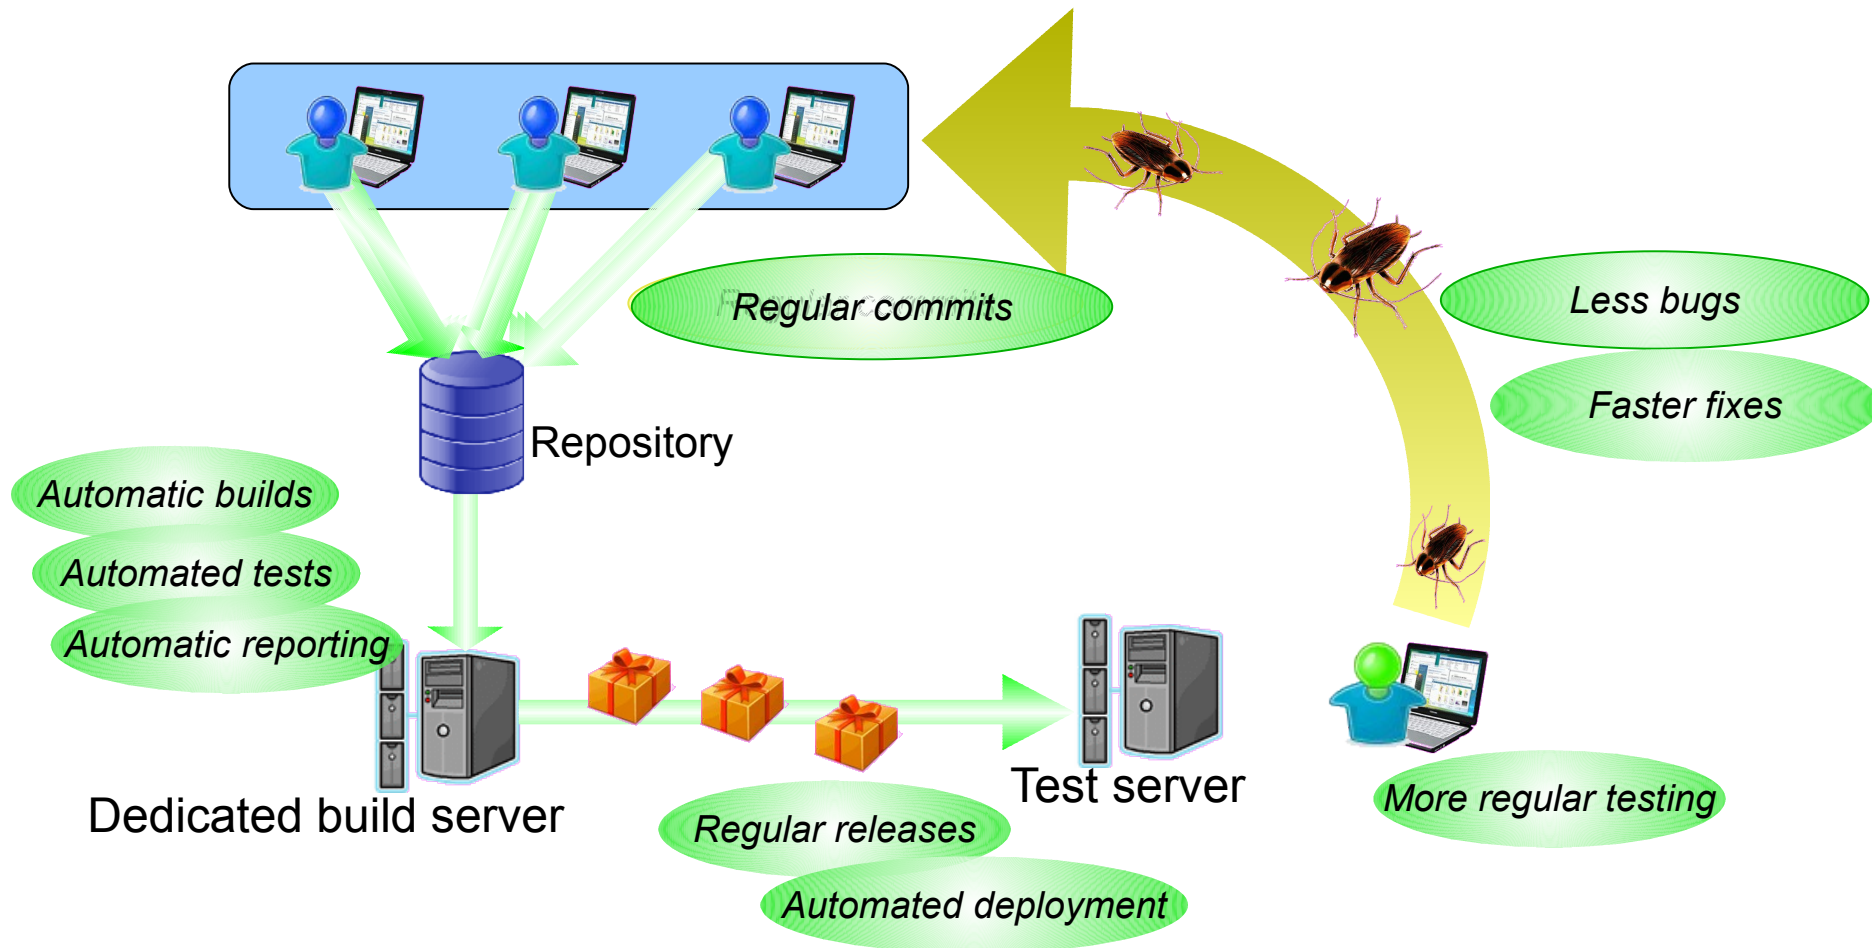 Regular commits
Less bugs
Faster fixes
Repository
Automatic builds
Automated tests
Automatic reporting
Dedicated build server
Test server
More regular testing
Regular releases
Automated deployment